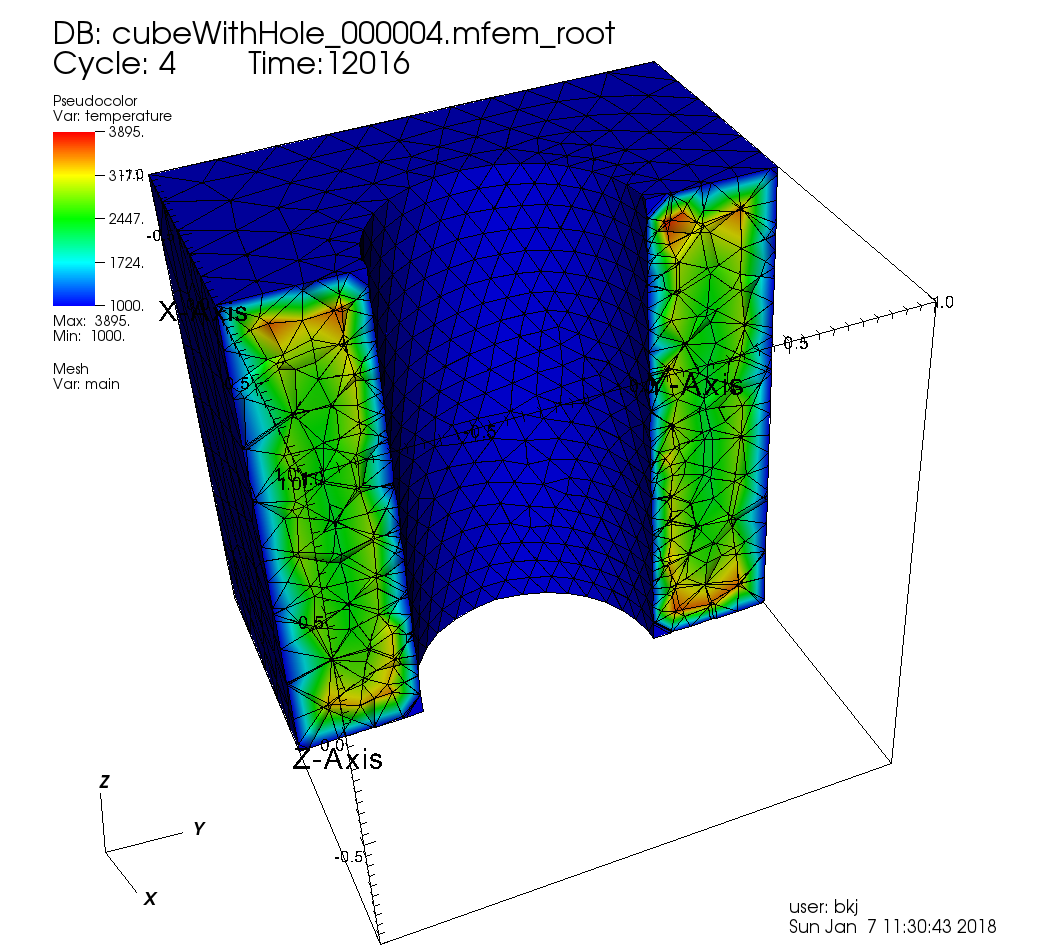 DB: cubeWithHole_000004.mfem_root
Cycle: 4 Time:12016
Pseudocolor
Var: temperature
3895.
2447.
1724.
1000.
Max: 3895.
Min: 1000.
Mesh
Var: main
X-Axis
1.0
0.5
Y-Axis
-0.5
-0.5
0.0
Z-Axis
-0.5
Z
Y
X
user: bkj
Sun Jan 7 11:30:43 2018